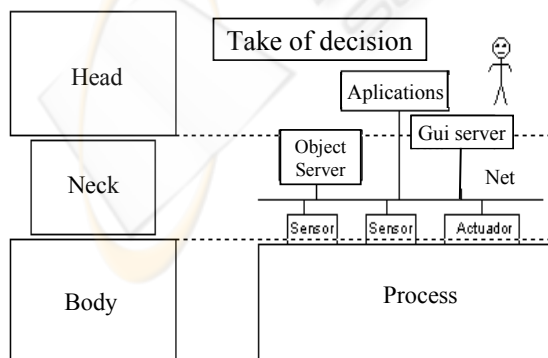 Head
Take of decision
Aplications
Gui server
Object
Server
Neck
Net
Sensor
Sensor
Actuador
Body
Process